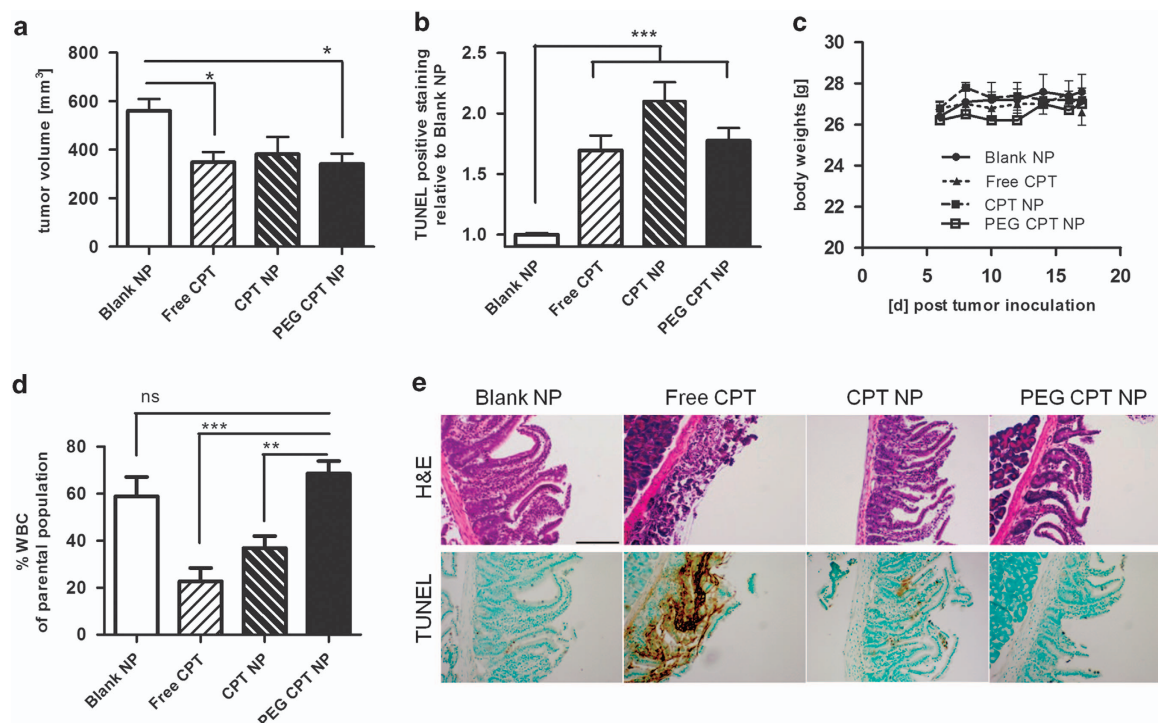 a
tumor volume [mm³]
800
600
400
200
0
*
*
Blank NP
Free CPT
CPT NP
PEG CPT NP
b
TUNEL positive staining
relative to Blank NP
2.5
2.0
1.5
1.0
***
Blank NP
Free CPT
CPT NP
PEG CPT NP
c
body weights [g]
30
28
26
24
22
20
Blank NP
Free CPT
CPT NP
PEG CPT NP
0 5 10 15 20
[d] post tumor inoculation
d
% WBC
of parental population
80
60
40
20
0
ns
***
**
Blank NP
Free CPT
CPT NP
PEG CPT NP
e
Blank NP Free CPT CPT NP PEG CPT NP
H&E
TUNEL